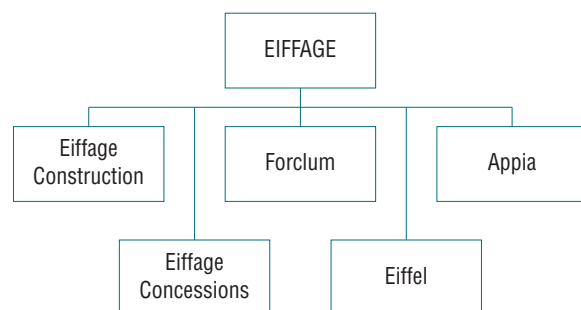 EIFFAGE
Eiffage
Construction
Forclum
Appia
Eiffage
Concessions
Eiffel